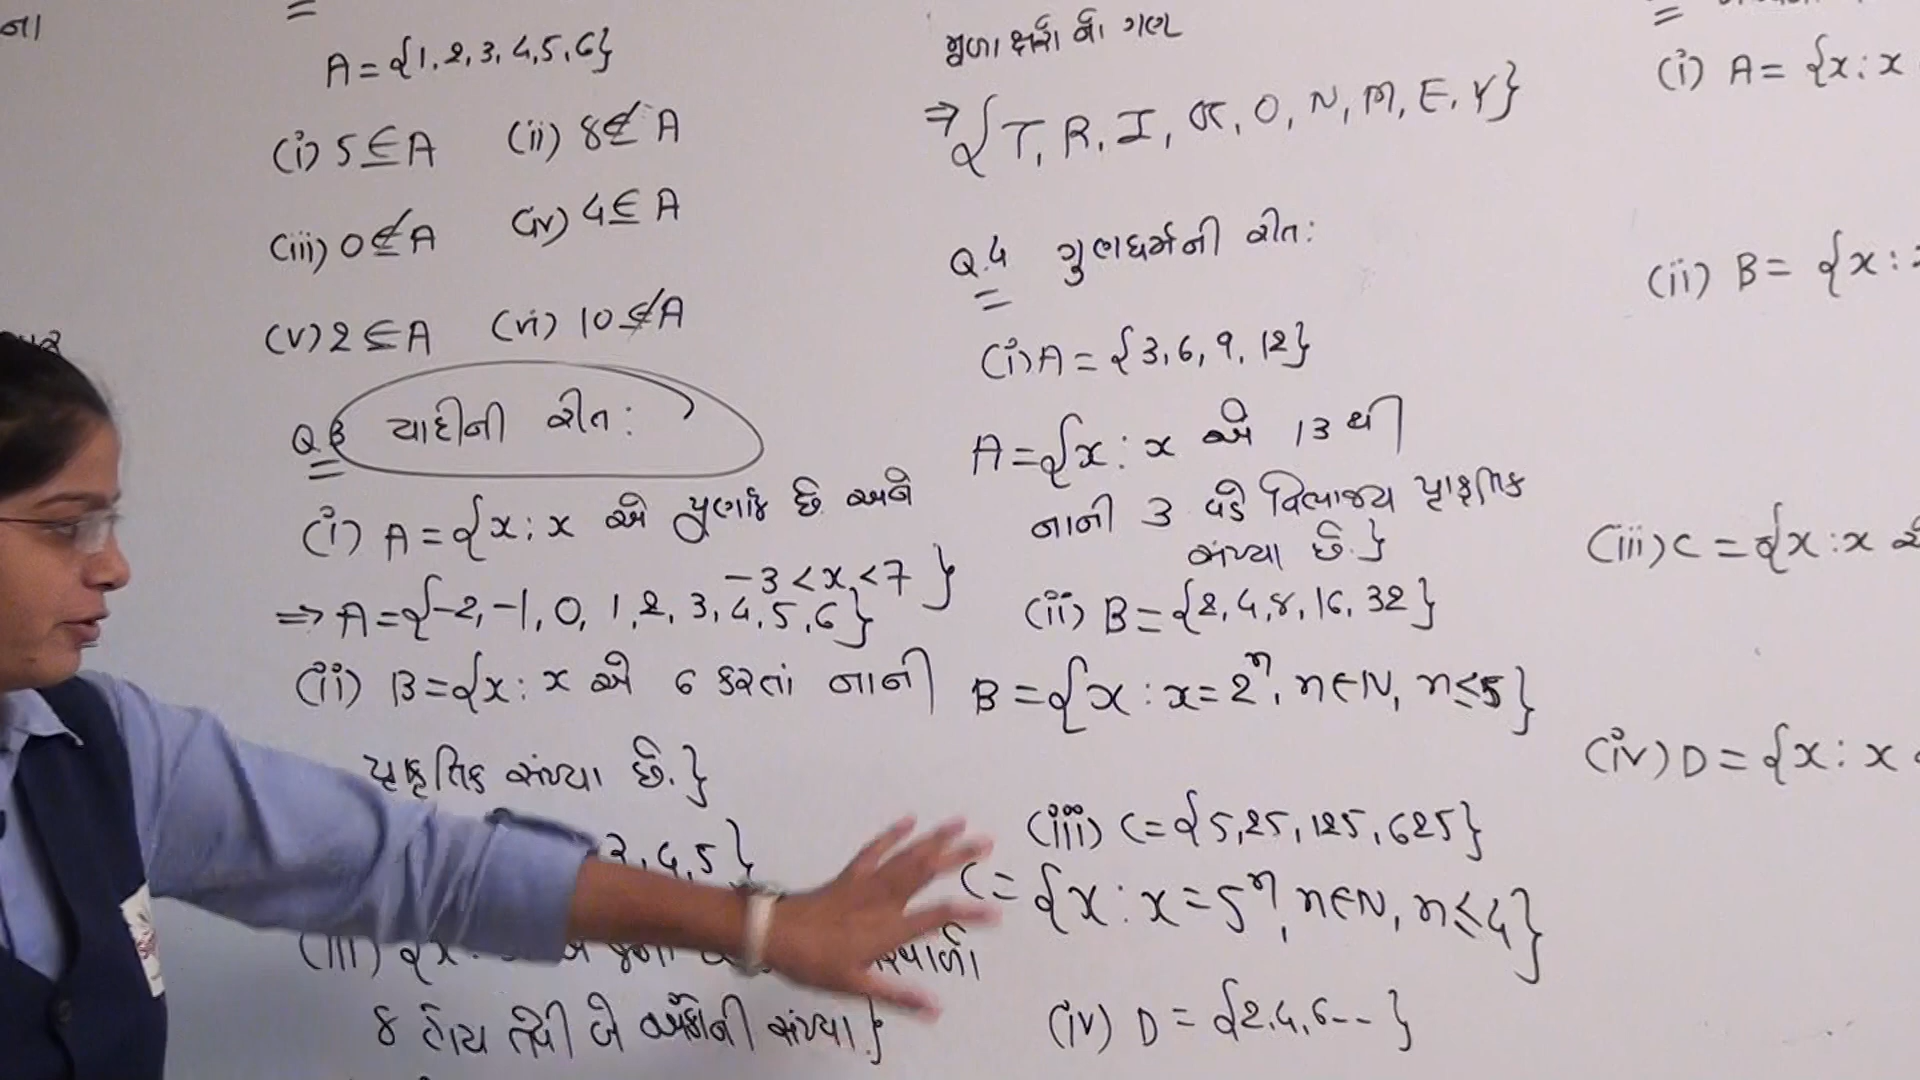 ના
A = {1, 2, 3, 4, 5, 6}
(i) 5 ∈ A (ii) 8 ∉ A
(iii) 0 ∉ A (iv) 4 ∈ A
(v) 2 ∈ A (vi) 10 ∉ A
Q.3 યાદીની રીત :
(i) A = {x : x એ પૂર્ણાંક છે અને
-3 < x < 7 }
⇒ A = {-2, -1, 0, 1, 2, 3, 4, 5, 6}
(ii) B = {x : x એ 6 કરતાં નાની
પ્રાકૃતિક સંખ્યા છે. }
3, 4, 5 }
(iii) {x
8 હોય તેવી બે અંકોની સંખ્યા }
મૂળાક્ષરો નો ગણ
⇒ {T, R, I, G, O, N, M, E, Y}
Q.4 ગુણધર્મની રીત :
(i) A = {3, 6, 9, 12}
A = {x : x એ 13 થી
નાની 3 વડે વિભાજ્ય પ્રાકૃતિક
સંખ્યા છે. }
(ii) B = {2, 4, 8, 16, 32}
B = {x : x = 2ⁿ, n ∈ N, n ≤ 5}
(iii) C = {5, 25, 125, 625}
C = {x : x = 5ⁿ, n ∈ N, n ≤ 4}
(iv) D = {2, 4, 6 -- }
(i) A = {x : x
(ii) B = {x :
(iii) C = {x : x
(iv) D = {x : x